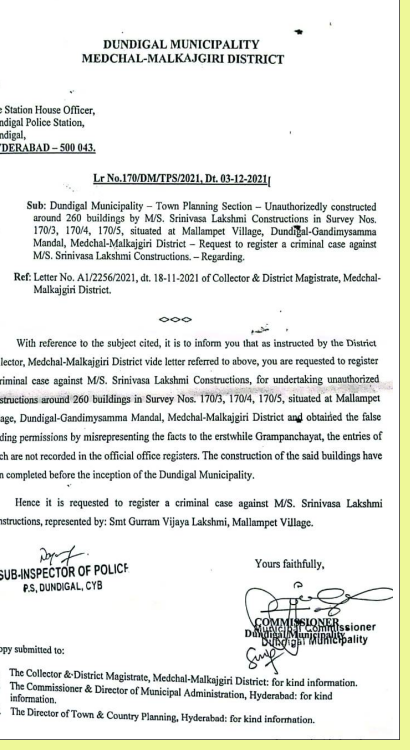 DUNDIGAL MUNICIPALITY
MEDCHAL-MALKAJGIRI DISTRICT
e Station House Officer,
ndigal Police Station,
ndigal,
YDERABAD – 500 043.
Lr No.170/DM/TPS/2021, Dt. 03-12-2021
Sub: Dundigal Municipality – Town Planning Section – Unauthorizedly constructed
around 260 buildings by M/S. Srinivasa Lakshmi Constructions in Survey Nos.
170/3, 170/4, 170/5, situated at Mallampet Village, Dundigal-Gandimysamma
Mandal, Medchal-Malkajgiri District – Request to register a criminal case against
M/S. Srinivasa Lakshmi Constructions. – Regarding.
Ref: Letter No. A1/2256/2021, dt. 18-11-2021 of Collector & District Magistrate, Medchal-
Malkajgiri District.
With reference to the subject cited, it is to inform you that as instructed by the District
llector, Medchal-Malkajgiri District vide letter referred to above, you are requested to register
riminal case against M/S. Srinivasa Lakshmi Constructions, for undertaking unauthorized
structions around 260 buildings in Survey Nos. 170/3, 170/4, 170/5, situated at Mallampet
age, Dundigal-Gandimysamma Mandal, Medchal-Malkajgiri District and obtained the false
ding permissions by misrepresenting the facts to the erstwhile Grampanchayat, the entries of
ch are not recorded in the official office registers. The construction of the said buildings have
n completed before the inception of the Dundigal Municipality.
Hence it is requested to register a criminal case against M/S. Srinivasa Lakshmi
nstructions, represented by: Smt Gurram Vijaya Lakshmi, Mallampet Village.
SUB-INSPECTOR OF POLICE
P.S, DUNDIGAL, CYB
Yours faithfully,
COMMISSIONER
Municipal Commissioner
Dundigal Municipality
Dundigal Municipality
opy submitted to:
The Collector & District Magistrate, Medchal-Malkajgiri District: for kind information.
The Commissioner & Director of Municipal Administration, Hyderabad: for kind
information.
The Director of Town & Country Planning, Hyderabad: for kind information.